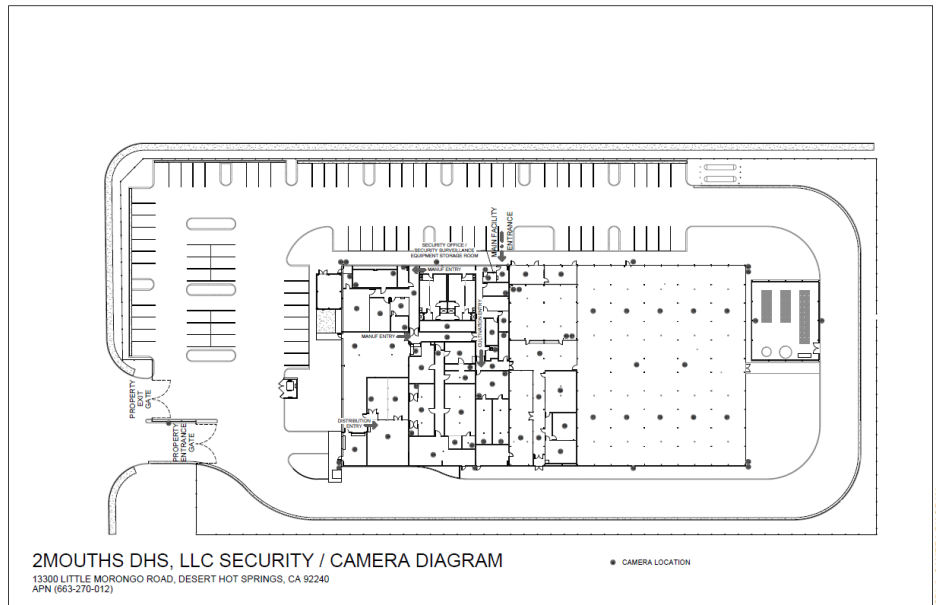 MAIN FACILITY
ENTRANCE
SECURITY OFFICE /
SECURITY SURVEILLANCE
EQUIPMENT STORAGE ROOM
MANUF ENTRY
CULTIVATION ENTRY
MANUF ENTRY
PROPERTY
EXIT
GATE
DISTRIBUTION
ENTRY
PROPERTY
ENTRANCE
GATE
2MOUTHS DHS, LLC SECURITY / CAMERA DIAGRAM
CAMERA LOCATION
13300 LITTLE MORONGO ROAD, DESERT HOT SPRINGS, CA 92240
APN (663-270-012)